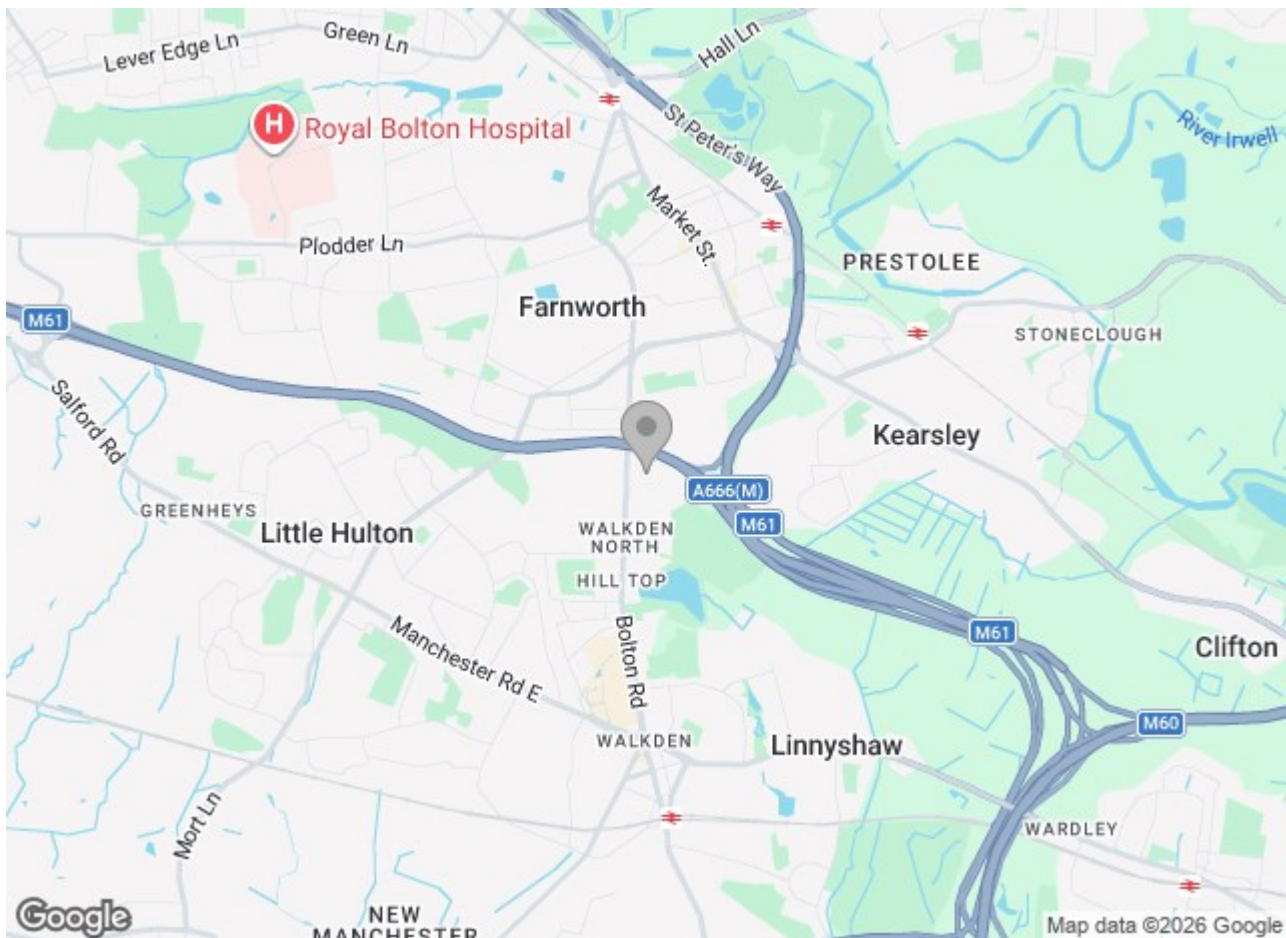 Lever Edge Ln
Green Ln
Hall Ln
H Royal Bolton Hospital
St Peter's Way
River Irwell
Market St.
Plodder Ln
PRESTOLEE
Farnworth
M61
STONECLOUGH
Salford Rd
Kearsley
A666(M)
GREENHEYS
M61
Little Hulton
WALKDEN
NORTH
HILL TOP
Bolton Rd
M61
Clifton
Manchester Rd E
M60
WALKDEN
Linnyshaw
Mort Ln
WARDLEY
NEW
MANCHESTER
Google
Map data ©2026 Google